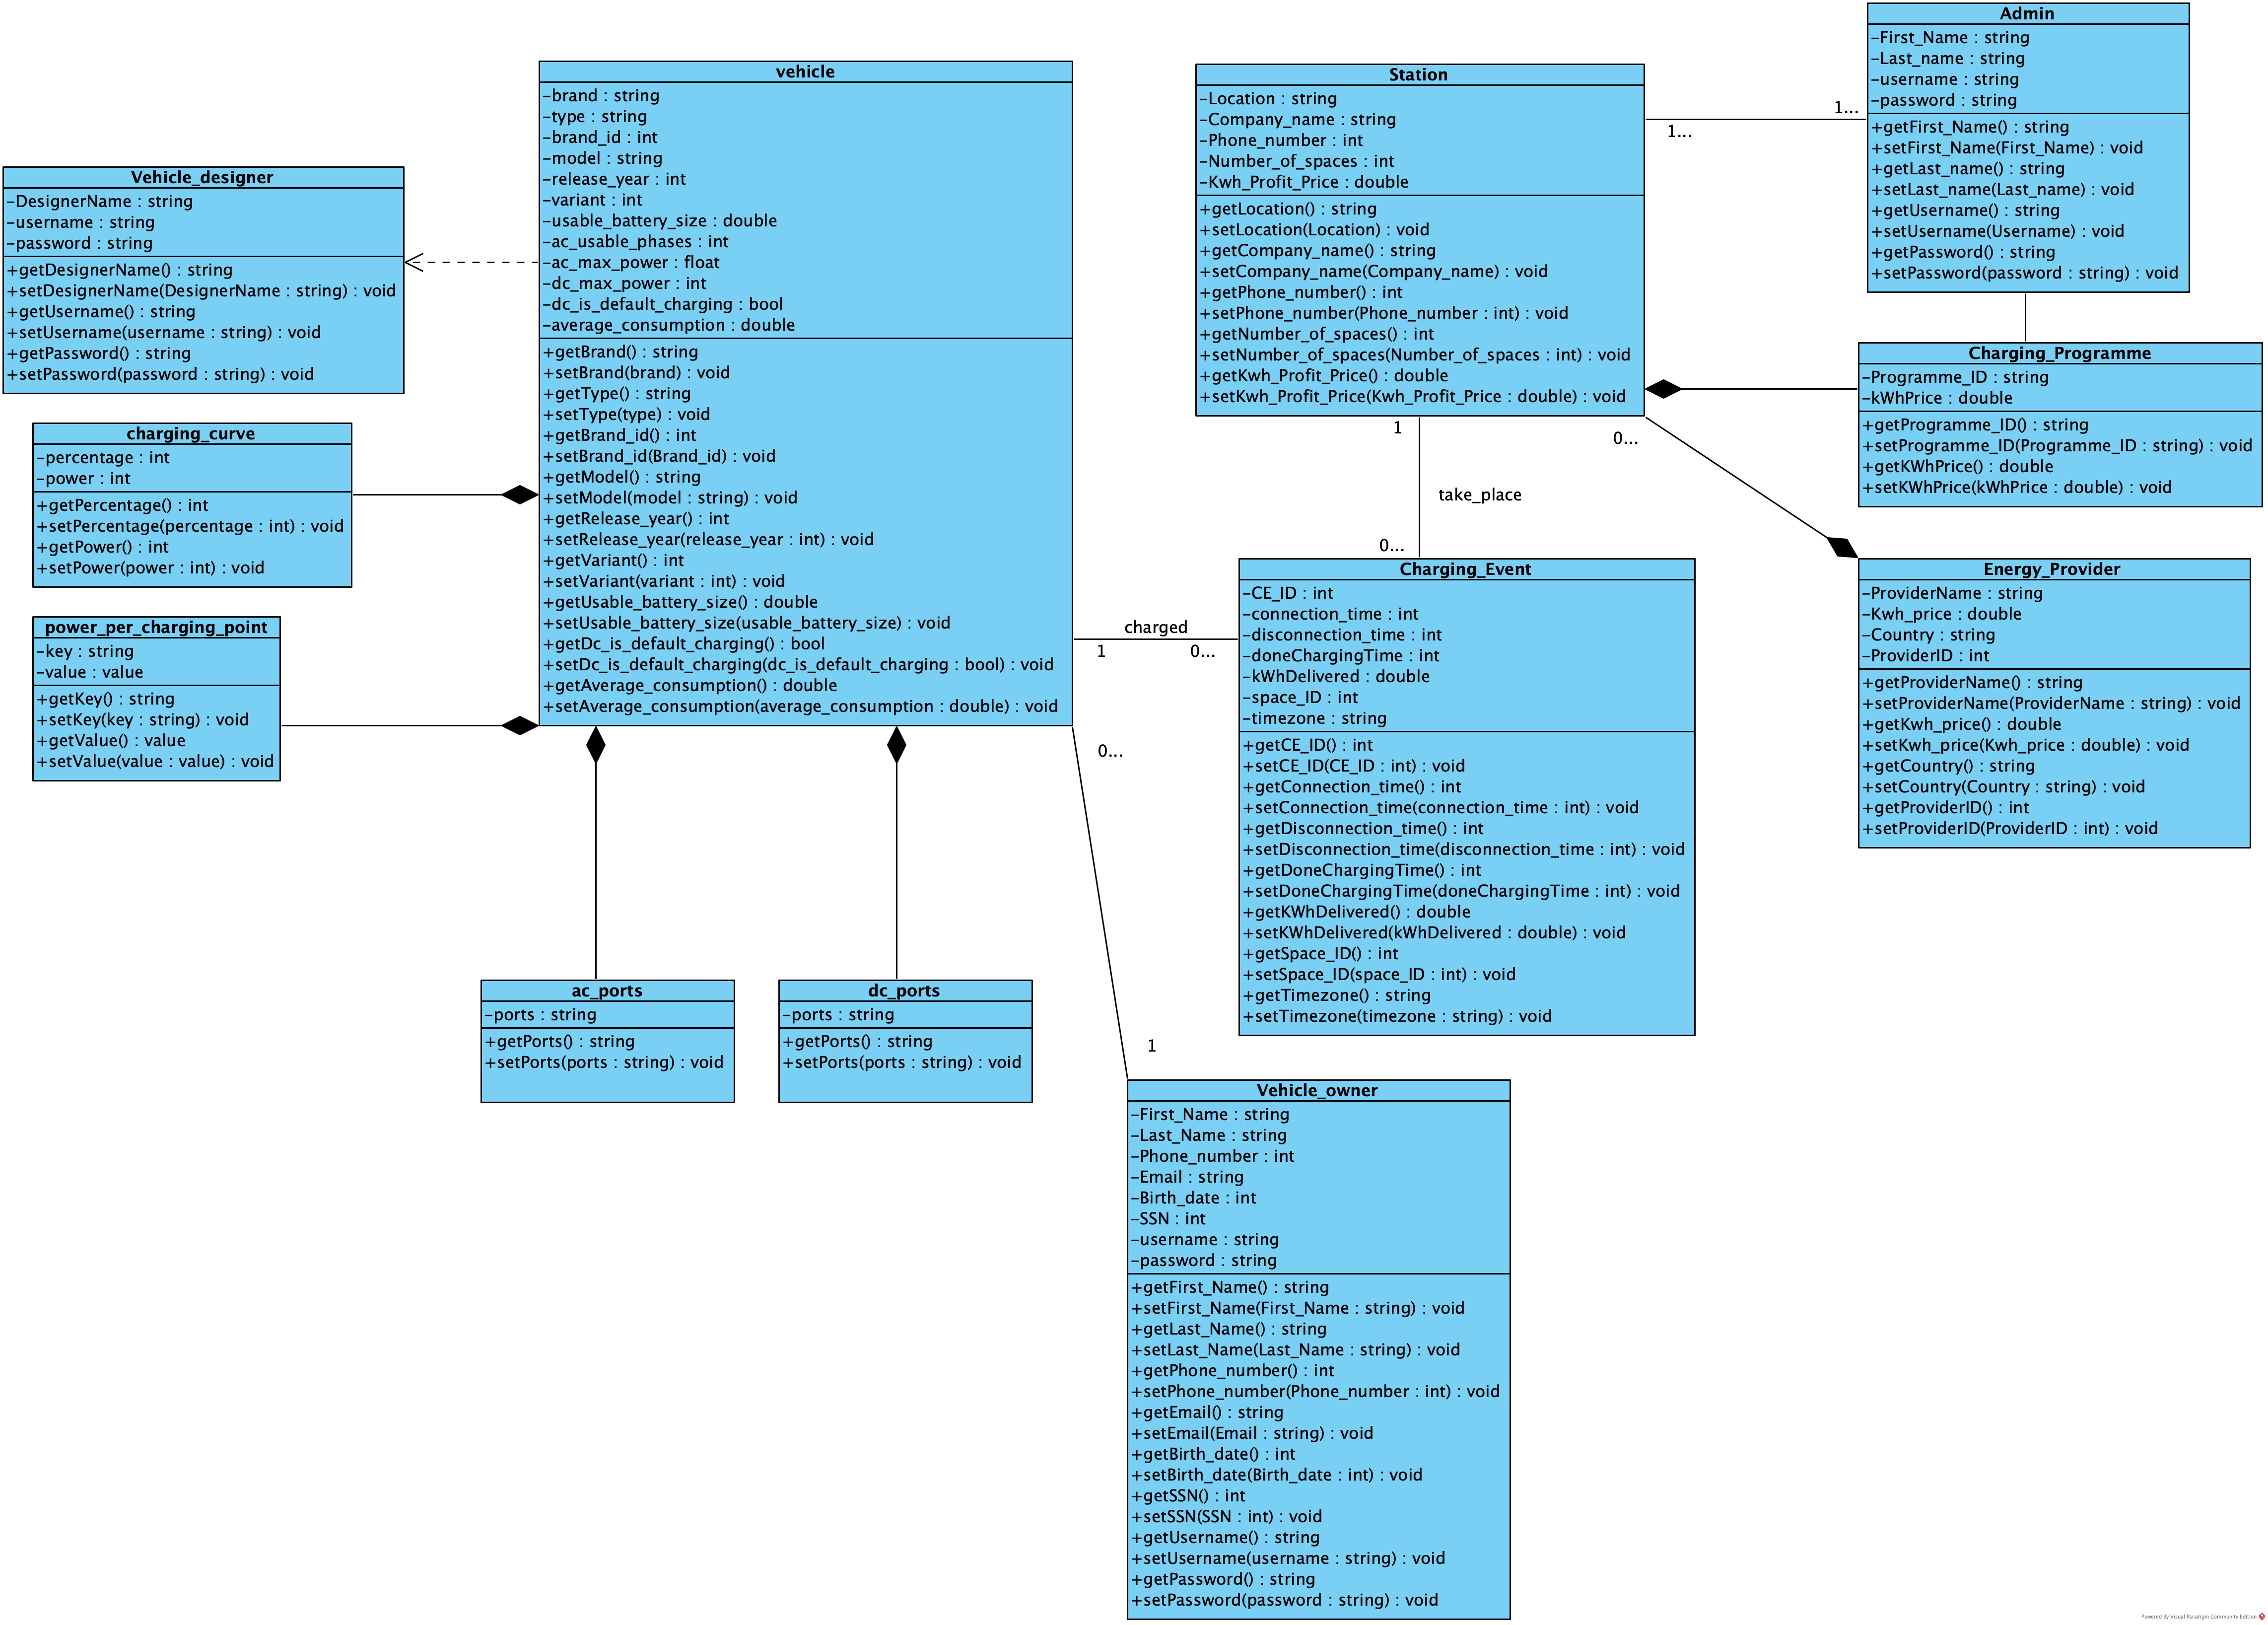 Vehicle_designer
-DesignerName : string
-username : string
-password : string
+getDesignerName() : string
+setDesignerName(DesignerName : string) : void
+getUsername() : string
+setUsername(username : string) : void
+getPassword() : string
+setPassword(password : string) : void
charging_curve
-percentage : int
-power : int
+getPercentage() : int
+setPercentage(percentage : int) : void
+getPower() : int
+setPower(power : int) : void
power_per_charging_point
-key : string
-value : value
+getKey() : string
+setKey(key : string) : void
+getValue() : value
+setValue(value : value) : void
vehicle
-brand : string
-type : string
-brand_id : int
-model : string
-release_year : int
-variant : int
-usable_battery_size : double
-ac_usable_phases : int
-ac_max_power : float
-dc_max_power : int
-dc_is_default_charging : bool
-average_consumption : double
+getBrand() : string
+setBrand(brand) : void
+getType() : string
+setType(type) : void
+getBrand_id() : int
+setBrand_id(Brand_id) : void
+getModel() : string
+setModel(model : string) : void
+getRelease_year() : int
+setRelease_year(release_year : int) : void
+getVariant() : int
+setVariant(variant : int) : void
+getUsable_battery_size() : double
+setUsable_battery_size(usable_battery_size) : void
+getDc_is_default_charging() : bool
+setDc_is_default_charging(dc_is_default_charging : bool) : void
+getAverage_consumption() : double
+setAverage_consumption(average_consumption : double) : void
ac_ports
-ports : string
+getPorts() : string
+setPorts(ports : string) : void
dc_ports
-ports : string
+getPorts() : string
+setPorts(ports : string) : void
charged
1
0...
0...
1
Station
-Location : string
-Company_name : string
-Phone_number : int
-Number_of_spaces : int
-Kwh_Profit_Price : double
+getLocation() : string
+setLocation(Location) : void
+getCompany_name() : string
+setCompany_name(Company_name) : void
+getPhone_number() : int
+setPhone_number(Phone_number : int) : void
+getNumber_of_spaces() : int
+setNumber_of_spaces(Number_of_spaces : int) : void
+getKwh_Profit_Price() : double
+setKwh_Profit_Price(Kwh_Profit_Price : double) : void
1...
1...
1
0...
take_place
0...
Charging_Event
-CE_ID : int
-connection_time : int
-disconnection_time : int
-doneChargingTime : int
-kWhDelivered : double
-space_ID : int
-timezone : string
+getCE_ID() : int
+setCE_ID(CE_ID : int) : void
+getConnection_time() : int
+setConnection_time(connection_time : int) : void
+getDisconnection_time() : int
+setDisconnection_time(disconnection_time : int) : void
+getDoneChargingTime() : int
+setDoneChargingTime(doneChargingTime : int) : void
+getKWhDelivered() : double
+setKWhDelivered(kWhDelivered : double) : void
+getSpace_ID() : int
+setSpace_ID(space_ID : int) : void
+getTimezone() : string
+setTimezone(timezone : string) : void
Vehicle_owner
-First_Name : string
-Last_Name : string
-Phone_number : int
-Email : string
-Birth_date : int
-SSN : int
-username : string
-password : string
+getFirst_Name() : string
+setFirst_Name(First_Name : string) : void
+getLast_Name() : string
+setLast_Name(Last_Name : string) : void
+getPhone_number() : int
+setPhone_number(Phone_number : int) : void
+getEmail() : string
+setEmail(Email : string) : void
+getBirth_date() : int
+setBirth_date(Birth_date : int) : void
+getSSN() : int
+setSSN(SSN : int) : void
+getUsername() : string
+setUsername(username : string) : void
+getPassword() : string
+setPassword(password : string) : void
Admin
-First_Name : string
-Last_name : string
-username : string
-password : string
+getFirst_Name() : string
+setFirst_Name(First_Name) : void
+getLast_name() : string
+setLast_name(Last_name) : void
+getUsername() : string
+setUsername(Username) : void
+getPassword() : string
+setPassword(password : string) : void
Charging_Programme
-Programme_ID : string
-kWhPrice : double
+getProgramme_ID() : string
+setProgramme_ID(Programme_ID : string) : void
+getKWhPrice() : double
+setKWhPrice(kWhPrice : double) : void
Energy_Provider
-ProviderName : string
-Kwh_price : double
-Country : string
-ProviderID : int
+getProviderName() : string
+setProviderName(ProviderName : string) : void
+getKwh_price() : double
+setKwh_price(Kwh_price : double) : void
+getCountry() : string
+setCountry(Country : string) : void
+getProviderID() : int
+setProviderID(ProviderID : int) : void
Powered By Visual Paradigm Community Edition